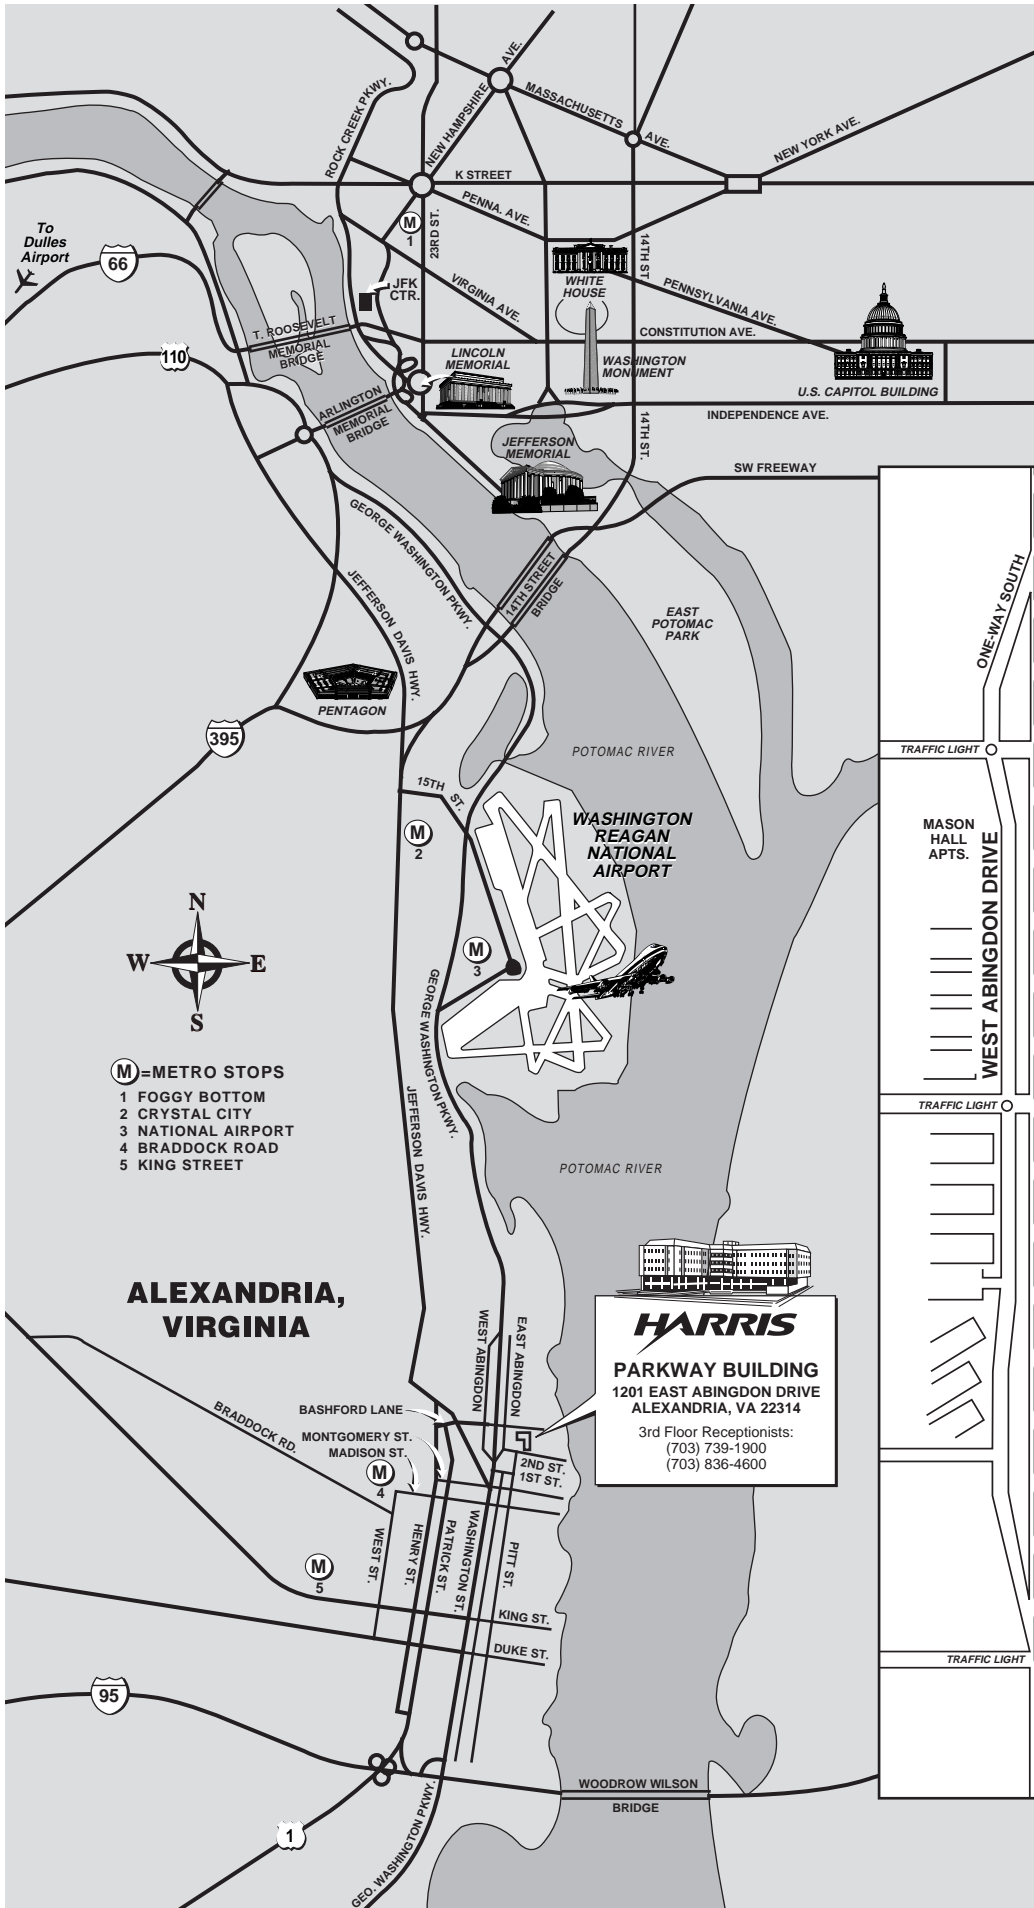 AVE.
ROCK CREEK PKWY.
NEW HAMPSHIRE
MASSACHUSETTS
AVE.
NEW YORK AVE.
K STREET
PENNA. AVE.
M
1
23RD ST.
14TH ST
To
Dulles
Airport
66
JFK
CTR.
VIRGINIA AVE.
WHITE
HOUSE
PENNSYLVANIA AVE.
T. ROOSEVELT
MEMORIAL
BRIDGE
CONSTITUTION AVE.
110
LINCOLN
MEMORIAL
WASHINGTON
MONUMENT
U.S. CAPITOL BUILDING
ARLINGTON
MEMORIAL
BRIDGE
INDEPENDENCE AVE.
14TH ST.
JEFFERSON
MEMORIAL
SW FREEWAY
GEORGE WASHINGTON PKWY.
14TH STREET
BRIDGE
JEFFERSON DAVIS HWY.
EAST
POTOMAC
PARK
ONE-WAY SOUTH
PENTAGON
395
POTOMAC RIVER
TRAFFIC LIGHT
15TH ST.
M
2
WASHINGTON
REAGAN
NATIONAL
AIRPORT
MASON
HALL
APTS.
WEST ABINGDON DRIVE
N
W
E
S
M
3
GEORGE WASHINGTON PKWY.
M=METRO STOPS
1 FOGGY BOTTOM
2 CRYSTAL CITY
3 NATIONAL AIRPORT
4 BRADDOCK ROAD
5 KING STREET
JEFFERSON DAVIS HWY.
TRAFFIC LIGHT
POTOMAC RIVER
ALEXANDRIA,
VIRGINIA
WEST ABINGDON
EAST ABINGDON
HARRIS
PARKWAY BUILDING
1201 EAST ABINGDON DRIVE
ALEXANDRIA, VA 22314
3rd Floor Receptionists:
(703) 739-1900
(703) 836-4600
BRADDOCK RD.
BASHFORD LANE
MONTGOMERY ST.
MADISON ST.
M
4
2ND ST.
1ST ST.
WEST ST.
HENRY ST.
PATRICK ST.
WASHINGTON ST.
PITT ST.
M
5
KING ST.
DUKE ST.
TRAFFIC LIGHT
95
WOODROW WILSON
BRIDGE
1
GEO. WASHINGTON PKWY.